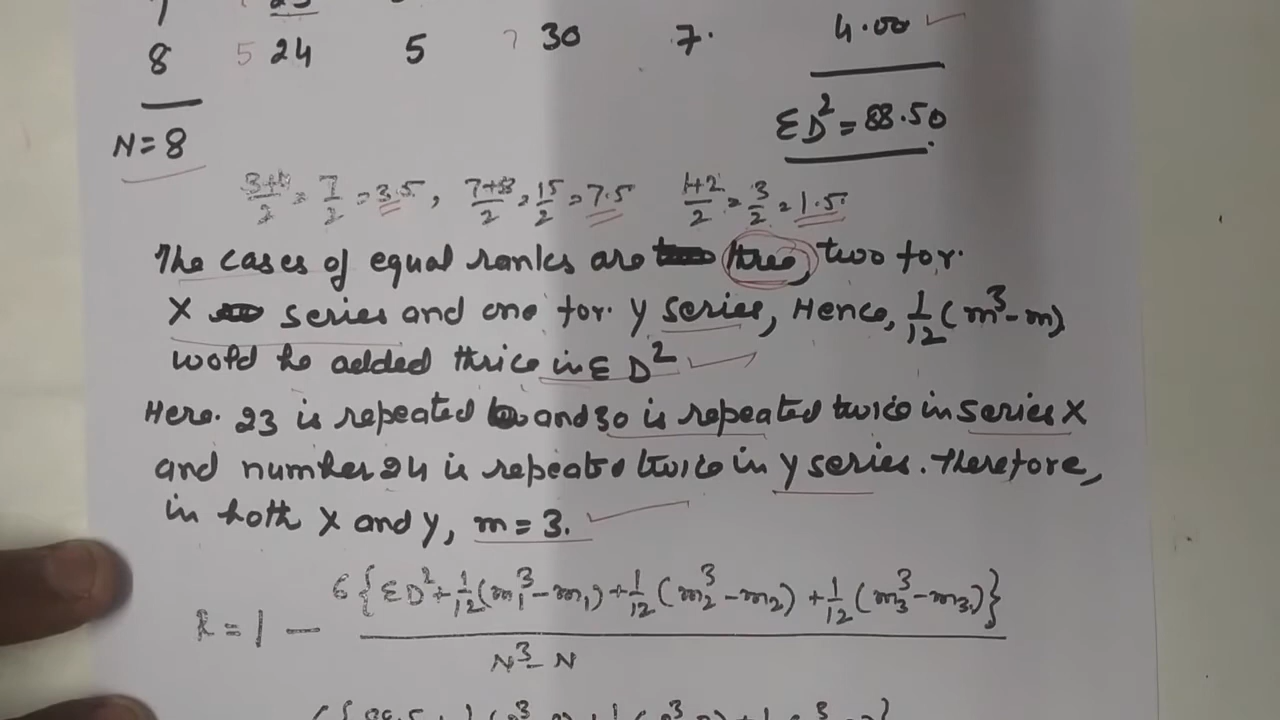 8 5 24 5 7 30 7. 4.00
N=8 ΣD²=88.50
3+4/2=7/2=3.5, 7+8/2=15/2=7.5 1+2/2=3/2=1.5
The cases of equal ranks are three, two for.
X series and one for y series, Hence, 1/12(m³-m)
wold be added thrice in Σ D²
Here. 23 is repeated and 30 is repeated twice in series X
and number 24 is repeated twice in y series. Therefore,
in both X and y, m=3.
R=1- 6{ΣD²+1/12(m₁³-m₁)+1/12(m₂³-m₂)+1/12(m₃³-m₃)}
N³-N